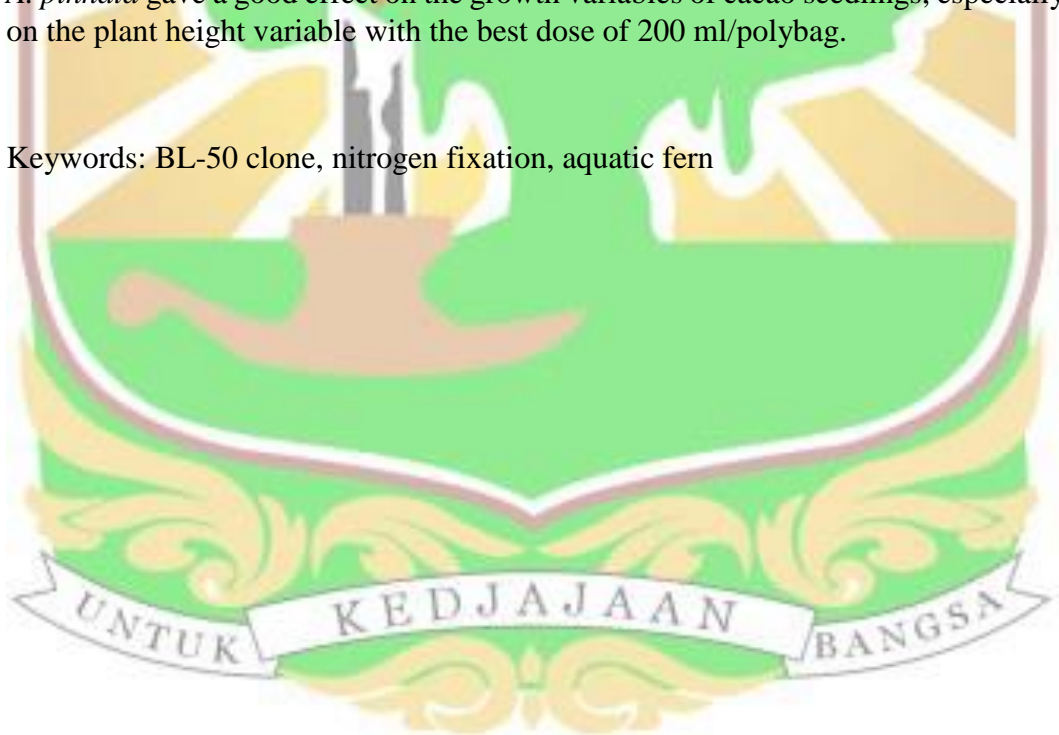 A. pinnata gave a good effect on the growth variables of cacao seedlings, especially
on the plant height variable with the best dose of 200 ml/polybag.
Keywords: BL-50 clone, nitrogen fixation, aquatic fern
UNTUK KEDJAJAAN BANGSA